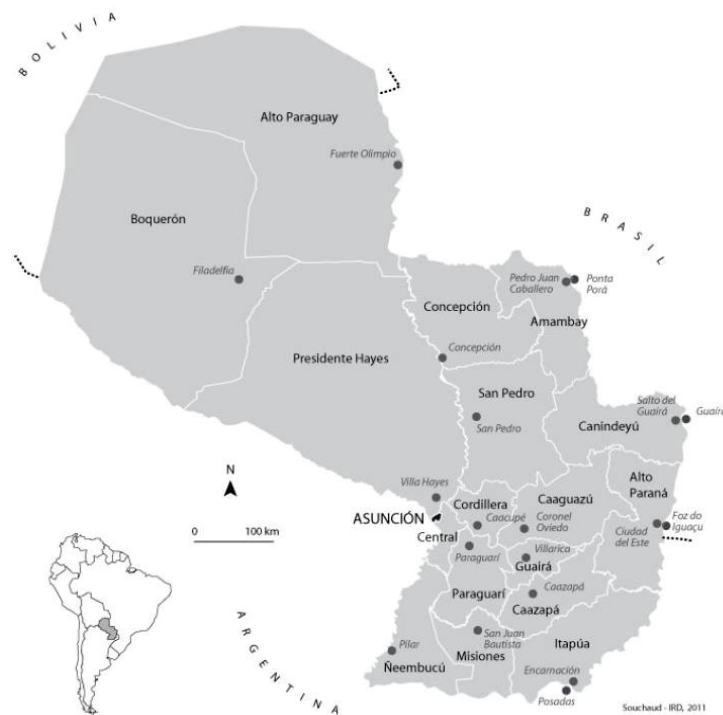 BOLIVIA
Alto Paraguay
Fuerte Olimpio
Boquerón
BRASIL
Filadelfia
Pedro Juan
Caballero
Ponta
Porá
Concepción
Amambay
Concepción
Presidente Hayes
San Pedro
Salto del
Guairá
Guaíra
San Pedro
Canindeyú
N
Villa Hayes
Alto
Paraná
Cordillera
Caaguazú
ASUNCIÓN
0
100 km
Caacupé
Coronel
Oviedo
Foz do
Iguaçu
Central
Ciudad
del Este
Paraguarí
Villarica
Guairá
Paraguarí
Caazapá
Caazapá
ARGENTINA
Pilar
San Juan
Bautista
Itapúa
Ñeembucú
Misiones
Encarnación
Posadas
Souchaud - IRD, 2011